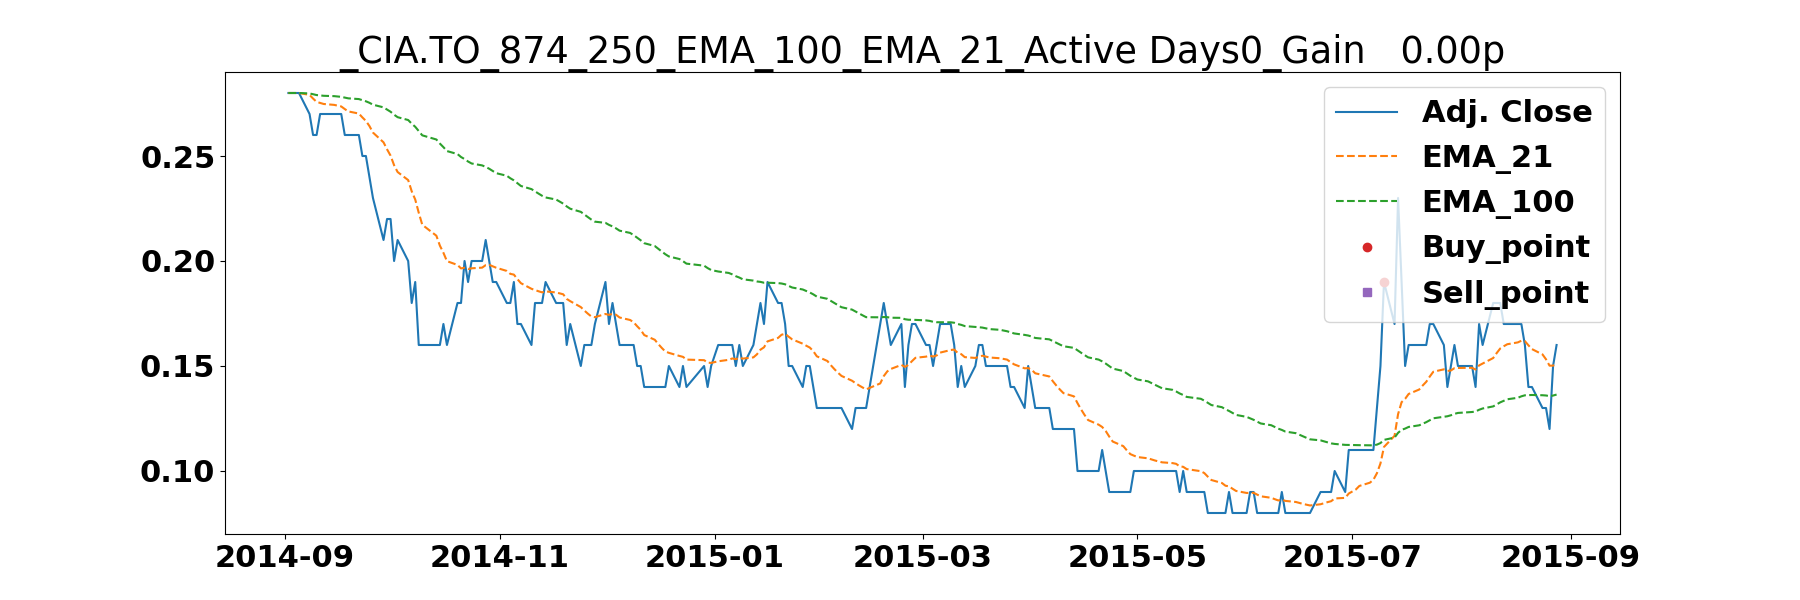 _CIA.TO_874_250_EMA_100_EMA_21_Active Days0_Gain   0.00p
Adj. Close
EMA_21
EMA_100
Buy_point
Sell_point
0.25
0.20
0.15
0.10
2014-09 2014-11 2015-01 2015-03 2015-05 2015-07 2015-09